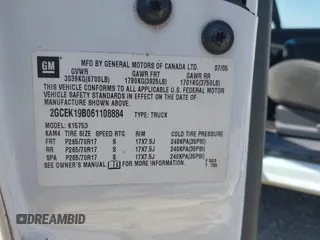 GM
MFD BY GENERAL MOTORS OF CANADA LTD.
07/05
GVWR GAWR FRT GAWR RR
3039KG(6700LB) 1780KG(3925LB) 1701KG(3750LB)
THIS VEHICLE CONFORMS TO ALL APPLICABLE U.S. FEDERAL MOTOR
VEHICLE SAFETY STANDARDS IN EFFECT ON THE DATE OF
MANUFACTURE SHOWN ABOVE.
2GCEK19B061108884 TYPE: TRUCK
MODEL: K15753
KAM4 TIRE SIZE SPEED RTG RIM COLD TIRE PRESSURE
FRT P265/70R17 S 17X7.5J 240KPA(35PSI)
RR P265/70R17 S 17X7.5J 240KPA(35PSI)
SPA P265/70R17 S 17X7.5J 240KPA(35PSI)
SEE OWNER'S MANUAL
DREAMBID